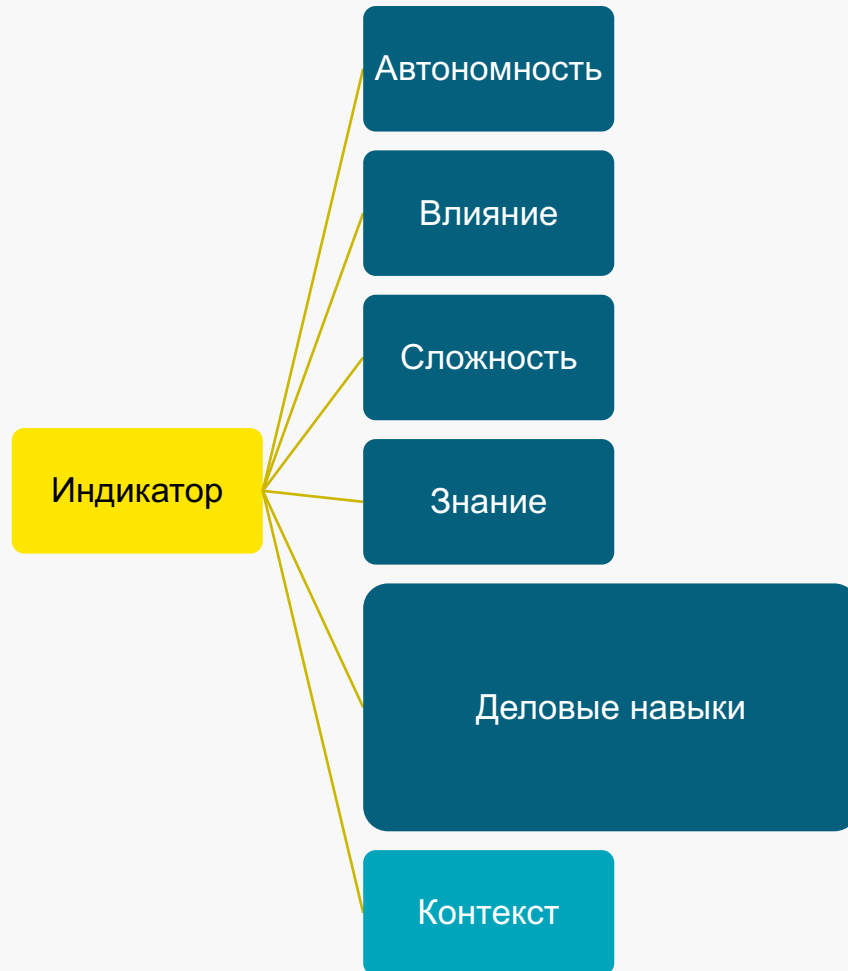 Автономность
Влияние
Сложность
Индикатор
Знание
Деловые навыки
Контекст